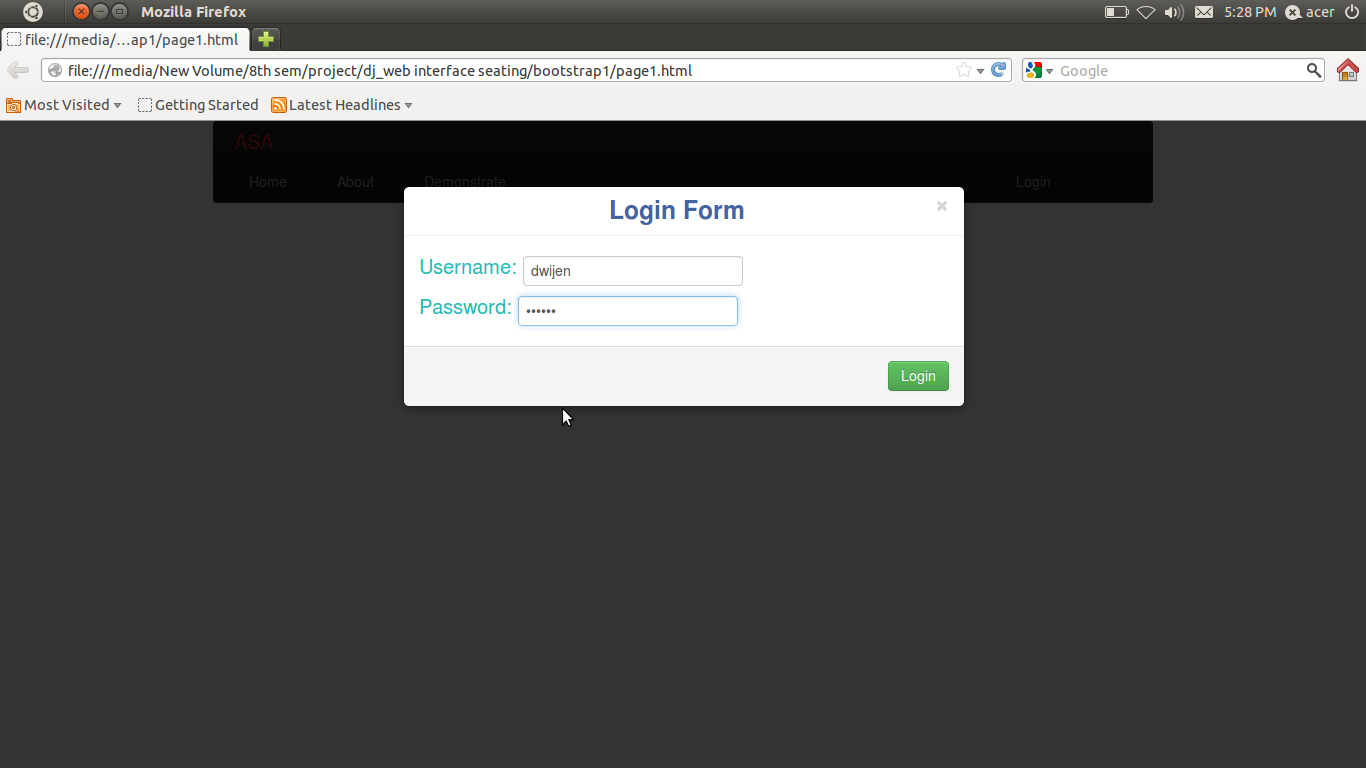 Mozilla Firefox 5:28 PM acer
file:///media/…ap1/page1.html
file:///media/New Volume/8th sem/project/dj_web interface seating/bootstrap1/page1.html Google
Most Visited Getting Started Latest Headlines
ASA
Home About Demonstrate Login
Login Form ×
Username: dwijen
Password: ••••••
Login